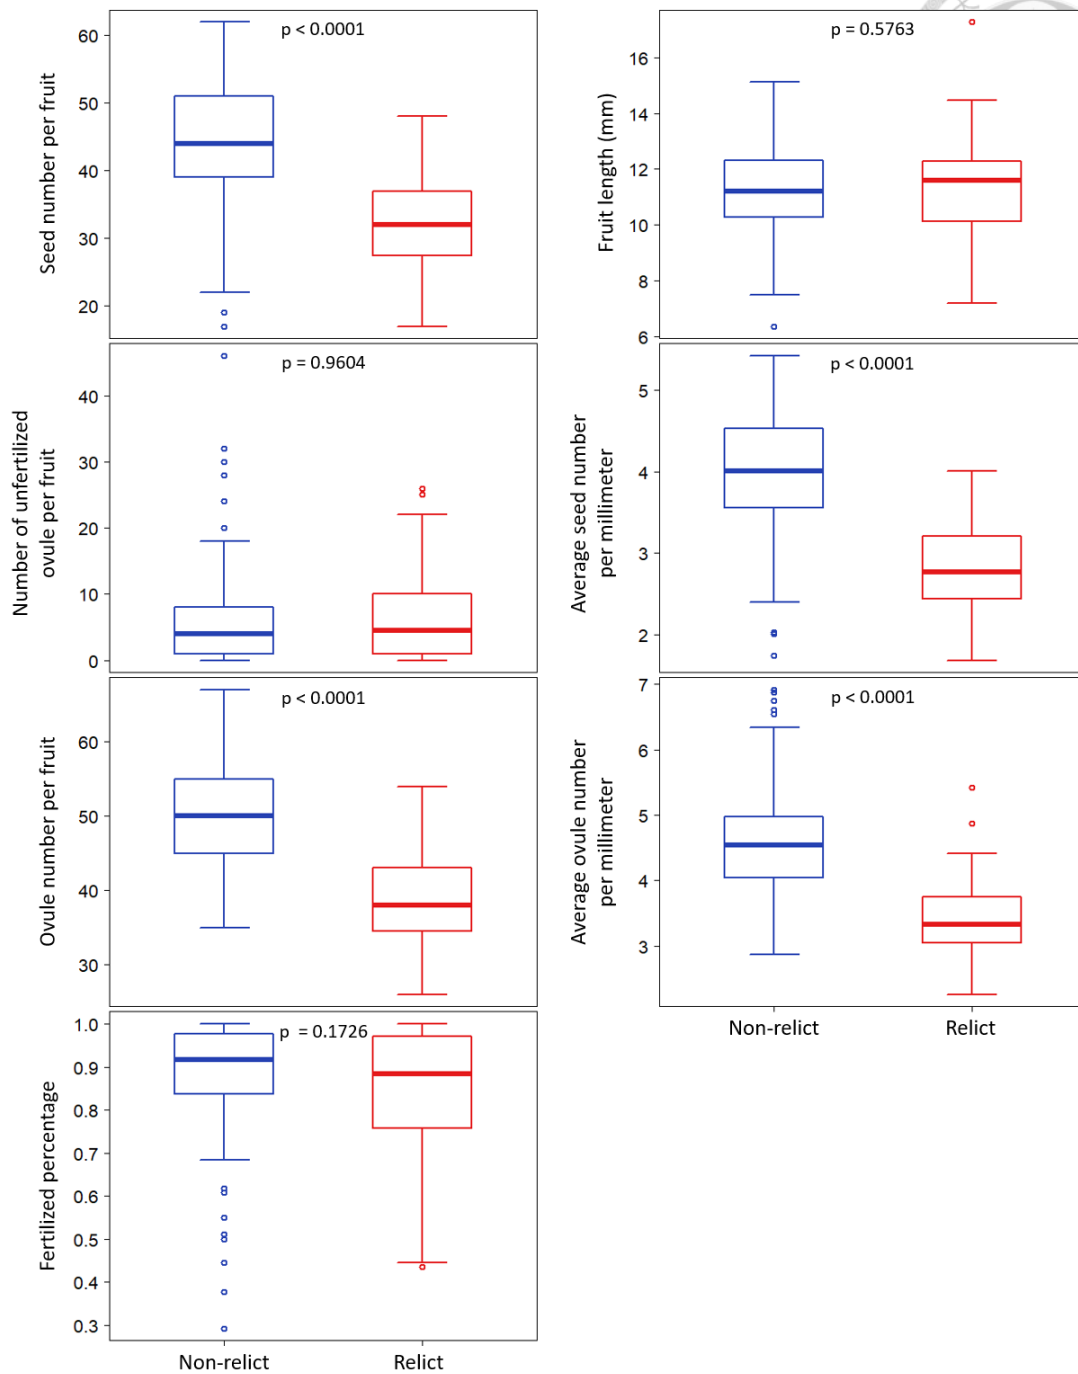 p < 0.0001
60
50
40
30
20
Seed number per fruit
p = 0.5763
16
14
12
10
8
6
Fruit length (mm)
p = 0.9604
40
30
20
10
0
Number of unfertilized
ovule per fruit
p < 0.0001
5
4
3
2
Average seed number
per millimeter
p < 0.0001
60
50
40
30
Ovule number per fruit
p < 0.0001
7
6
5
4
3
Average ovule number
per millimeter
Non-relict
Relict
p = 0.1726
1.0
0.9
0.8
0.7
0.6
0.5
0.4
0.3
Fertilized percentage
Non-relict
Relict